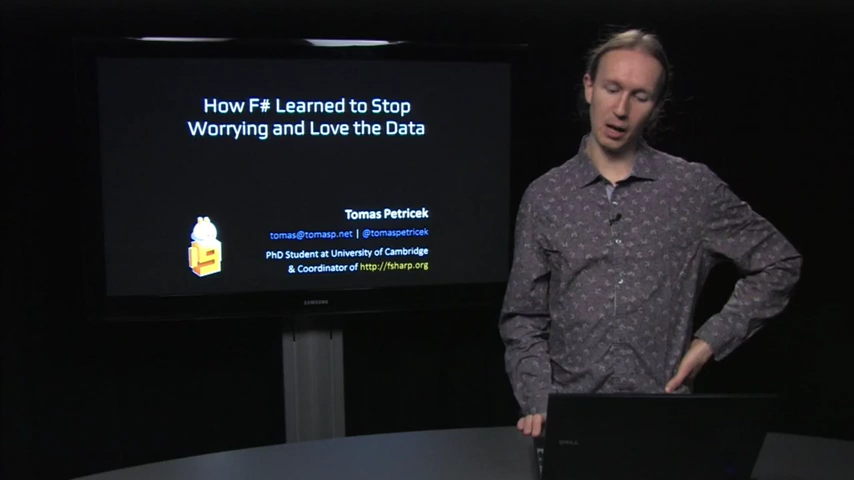 How F# Learned to Stop
Worrying and Love the Data
Tomas Petricek
tomas@tomasp.net | @tomaspetricek
PhD Student at University of Cambridge
& Coordinator of http://fsharp.org
SAMSUNG
DELL